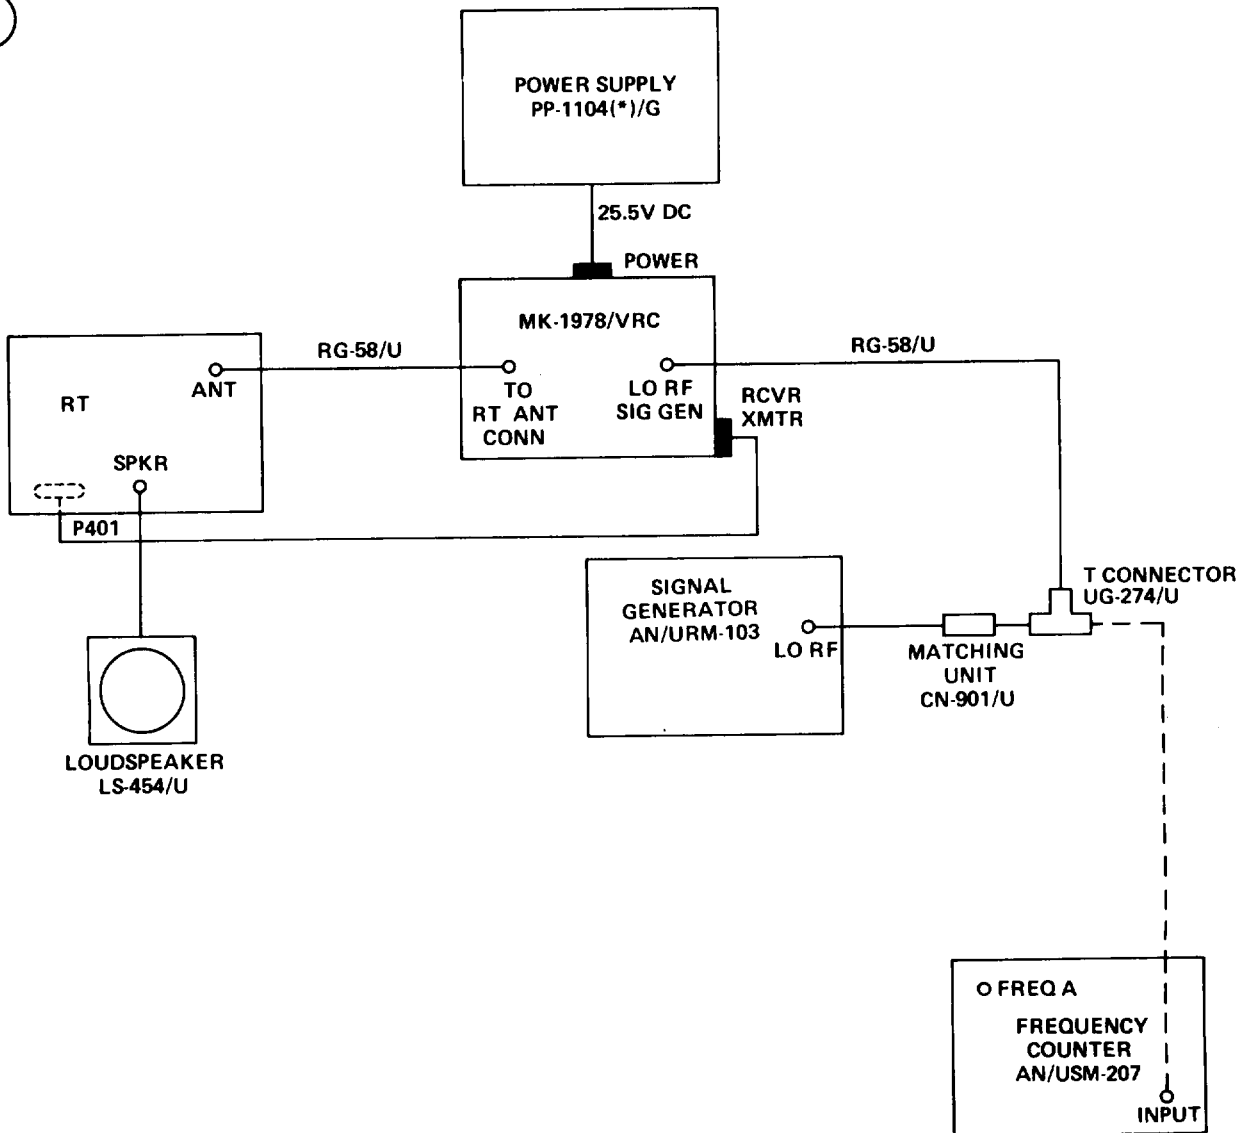 POWER SUPPLY
PP-1104(*)/G
25.5V DC
POWER
MK-1978/VRC
RG-58/U
RG-58/U
ANT
RT
TO
RT ANT
CONN
LO RF
SIG GEN
RCVR
XMTR
SPKR
P401
SIGNAL
GENERATOR
AN/URM-103
LO RF
T CONNECTOR
UG-274/U
MATCHING
UNIT
CN-901/U
LOUDSPEAKER
LS-454/U
FREQ A
FREQUENCY
COUNTER
AN/USM-207
INPUT